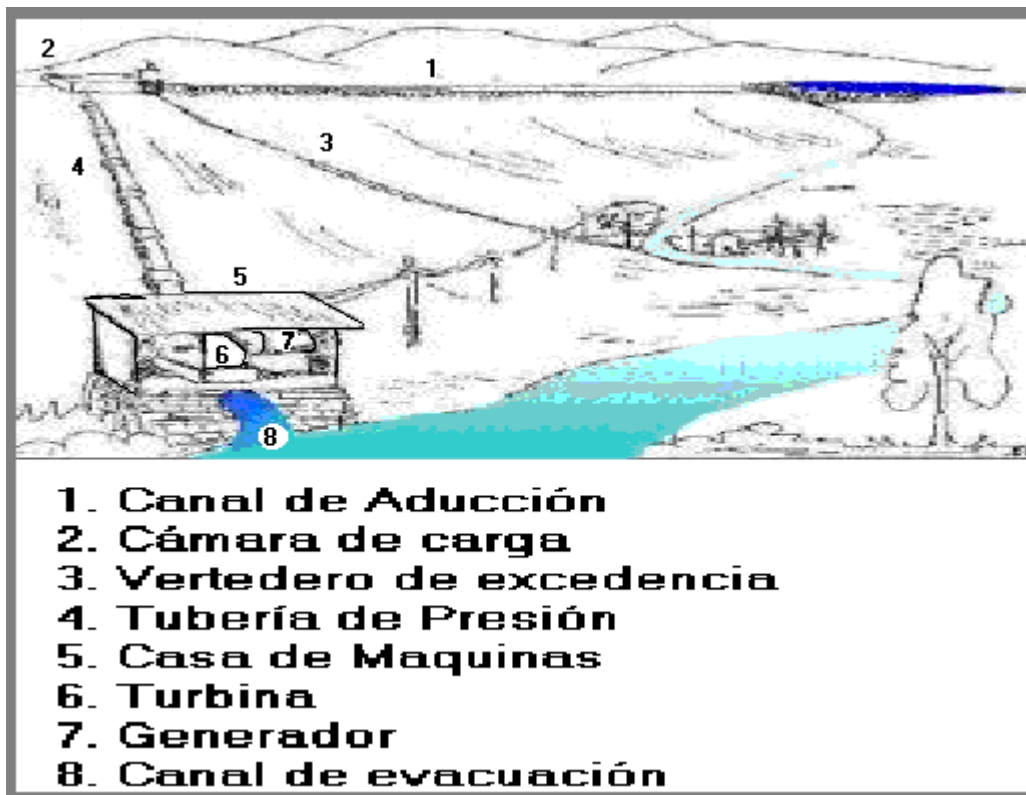 2
1
3
4
5
6
7
8
1. Canal de Aducción
2. Cámara de carga
3. Vertedero de excedencia
4. Tubería de Presión
5. Casa de Maquinas
6. Turbina
7. Generador
8. Canal de evacuación